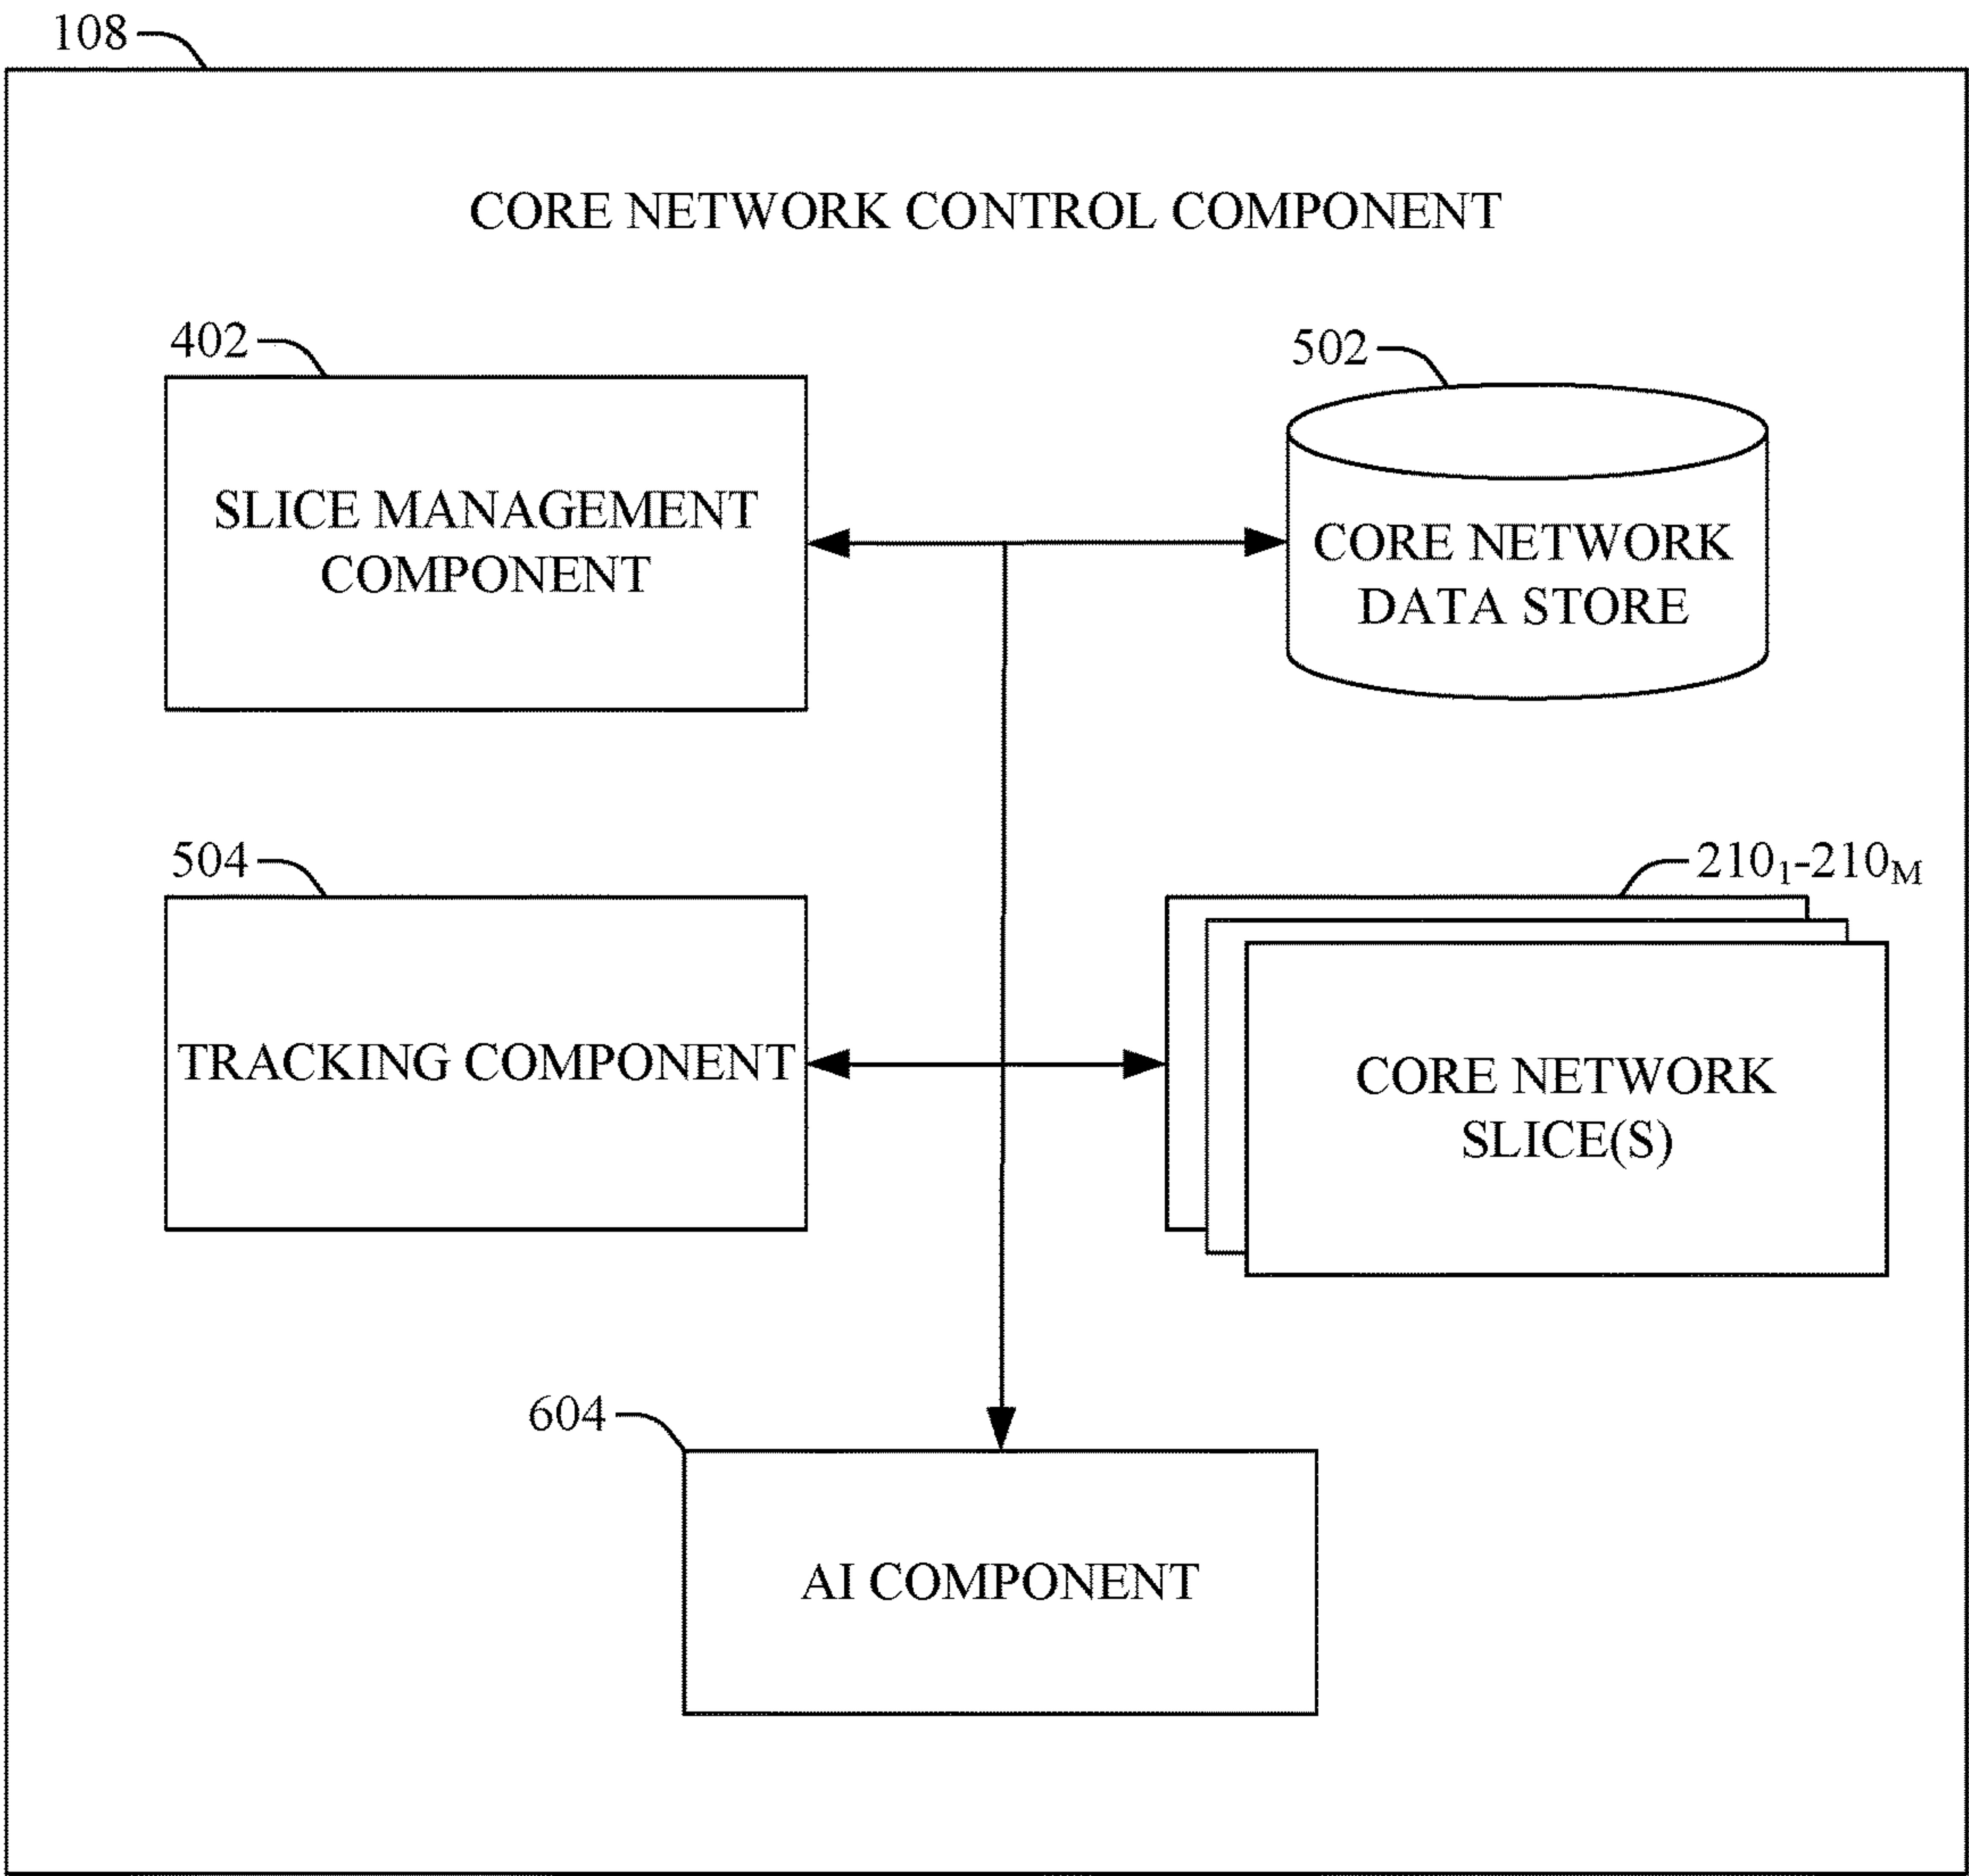 108
CORE NETWORK CONTROL COMPONENT
402
502
SLICE MANAGEMENT
COMPONENT
CORE NETWORK
DATA STORE
504
210₁-210_M
TRACKING COMPONENT
CORE NETWORK
SLICE(S)
604
AI COMPONENT